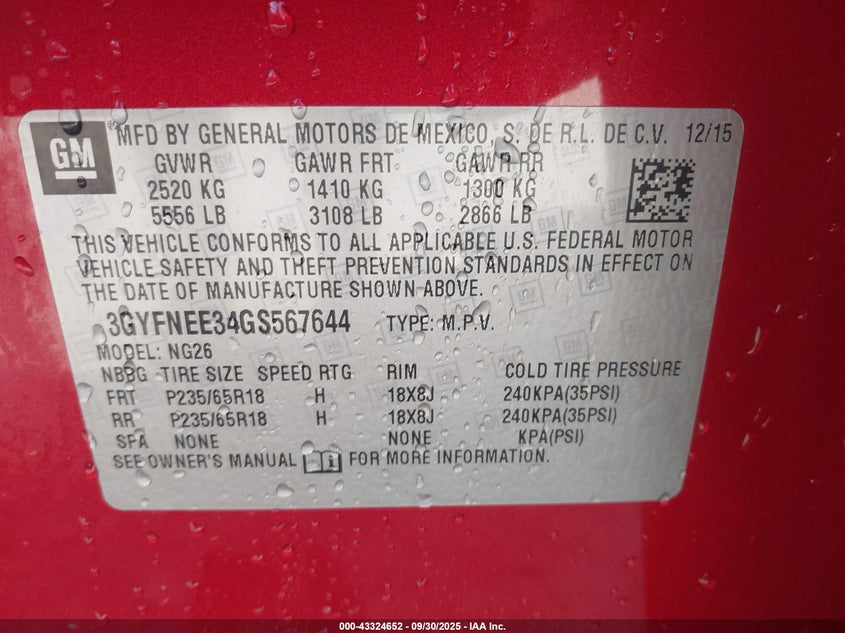 GM
MFD BY GENERAL MOTORS DE MEXICO, S. DE R.L. DE C.V. 12/15
GVWR GAWR FRT GAWR RR
2520 KG 1410 KG 1300 KG
5556 LB 3108 LB 2866 LB
THIS VEHICLE CONFORMS TO ALL APPLICABLE U.S. FEDERAL MOTOR
VEHICLE SAFETY AND THEFT PREVENTION STANDARDS IN EFFECT ON
THE DATE OF MANUFACTURE SHOWN ABOVE.
3GYFNEE34GS567644 TYPE: M.P.V.
MODEL: NG26
NBPG TIRE SIZE SPEED RTG RIM COLD TIRE PRESSURE
FRT P235/65R18 H 18X8J 240KPA(35PSI)
RR P235/65R18 H 18X8J 240KPA(35PSI)
SPA NONE NONE KPA(PSI)
SEE OWNER'S MANUAL FOR MORE INFORMATION.
000-43324652 - 09/30/2025 - IAA Inc.